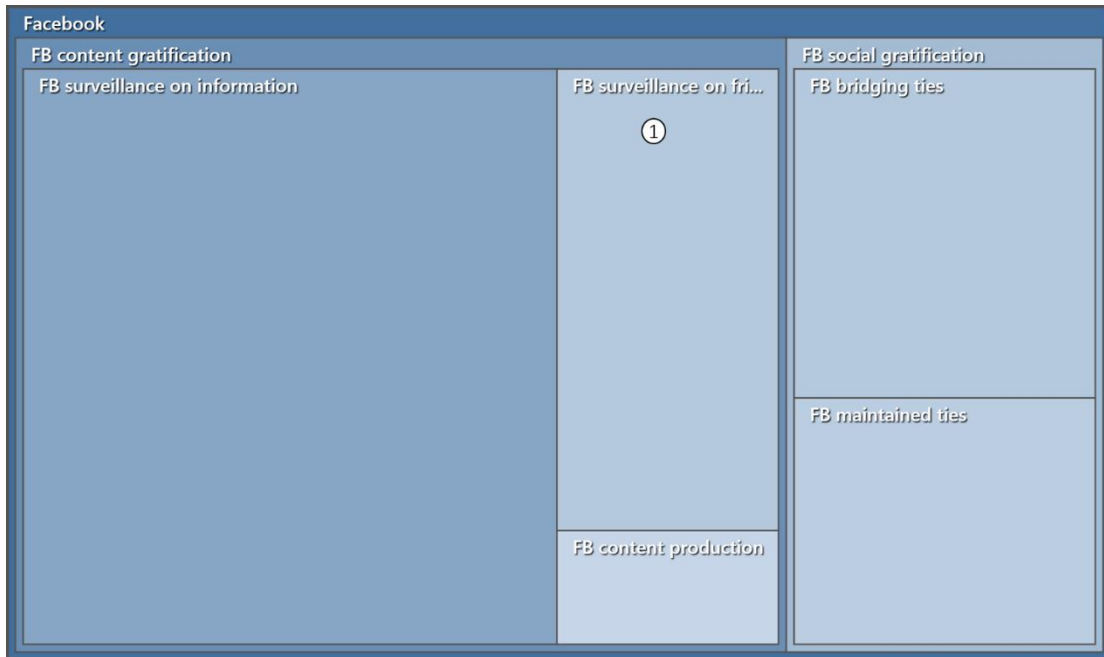 Facebook
FB content gratification
FB social gratification
FB surveillance on information
FB surveillance on fri...
FB bridging ties
①
FB maintained ties
FB content production